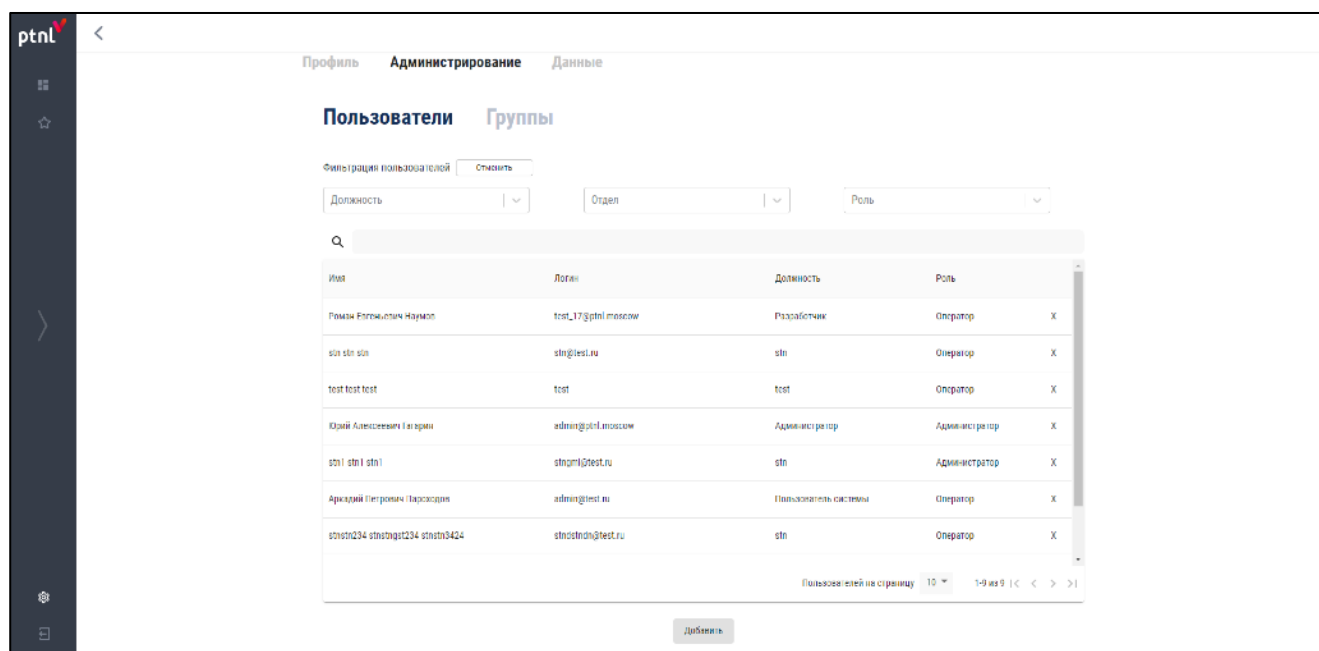 ptnl
Профиль Администрирование Данные
Пользователи Группы
Фильтрация пользователей Отменить
Должность Отдел Роль
Имя Логин Должность Роль
Роман Евгеньевич Наумов test_17@ptnl.moscow Разработчик Оператор X
stn stn stn stn@test.ru stn Оператор X
test test test test test Оператор X
Юрий Алексеевич Гагарин admin@ptnl.moscow Администратор Администратор X
stn1 stn1 stn1 stngml@test.ru stn Администратор X
Аркадий Петрович Пароходов admin@test.ru Пользователь системы Оператор X
stnstn234 stnstngst234 stnstn3424 stndstndn@test.ru stn Оператор X
Пользователей на страницу 10 1-9 из 9
Добавить